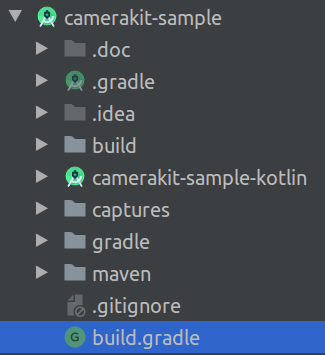 camerakit-sample
.doc
.gradle
.idea
build
camerakit-sample-kotlin
captures
gradle
maven
.gitignore
G build.gradle